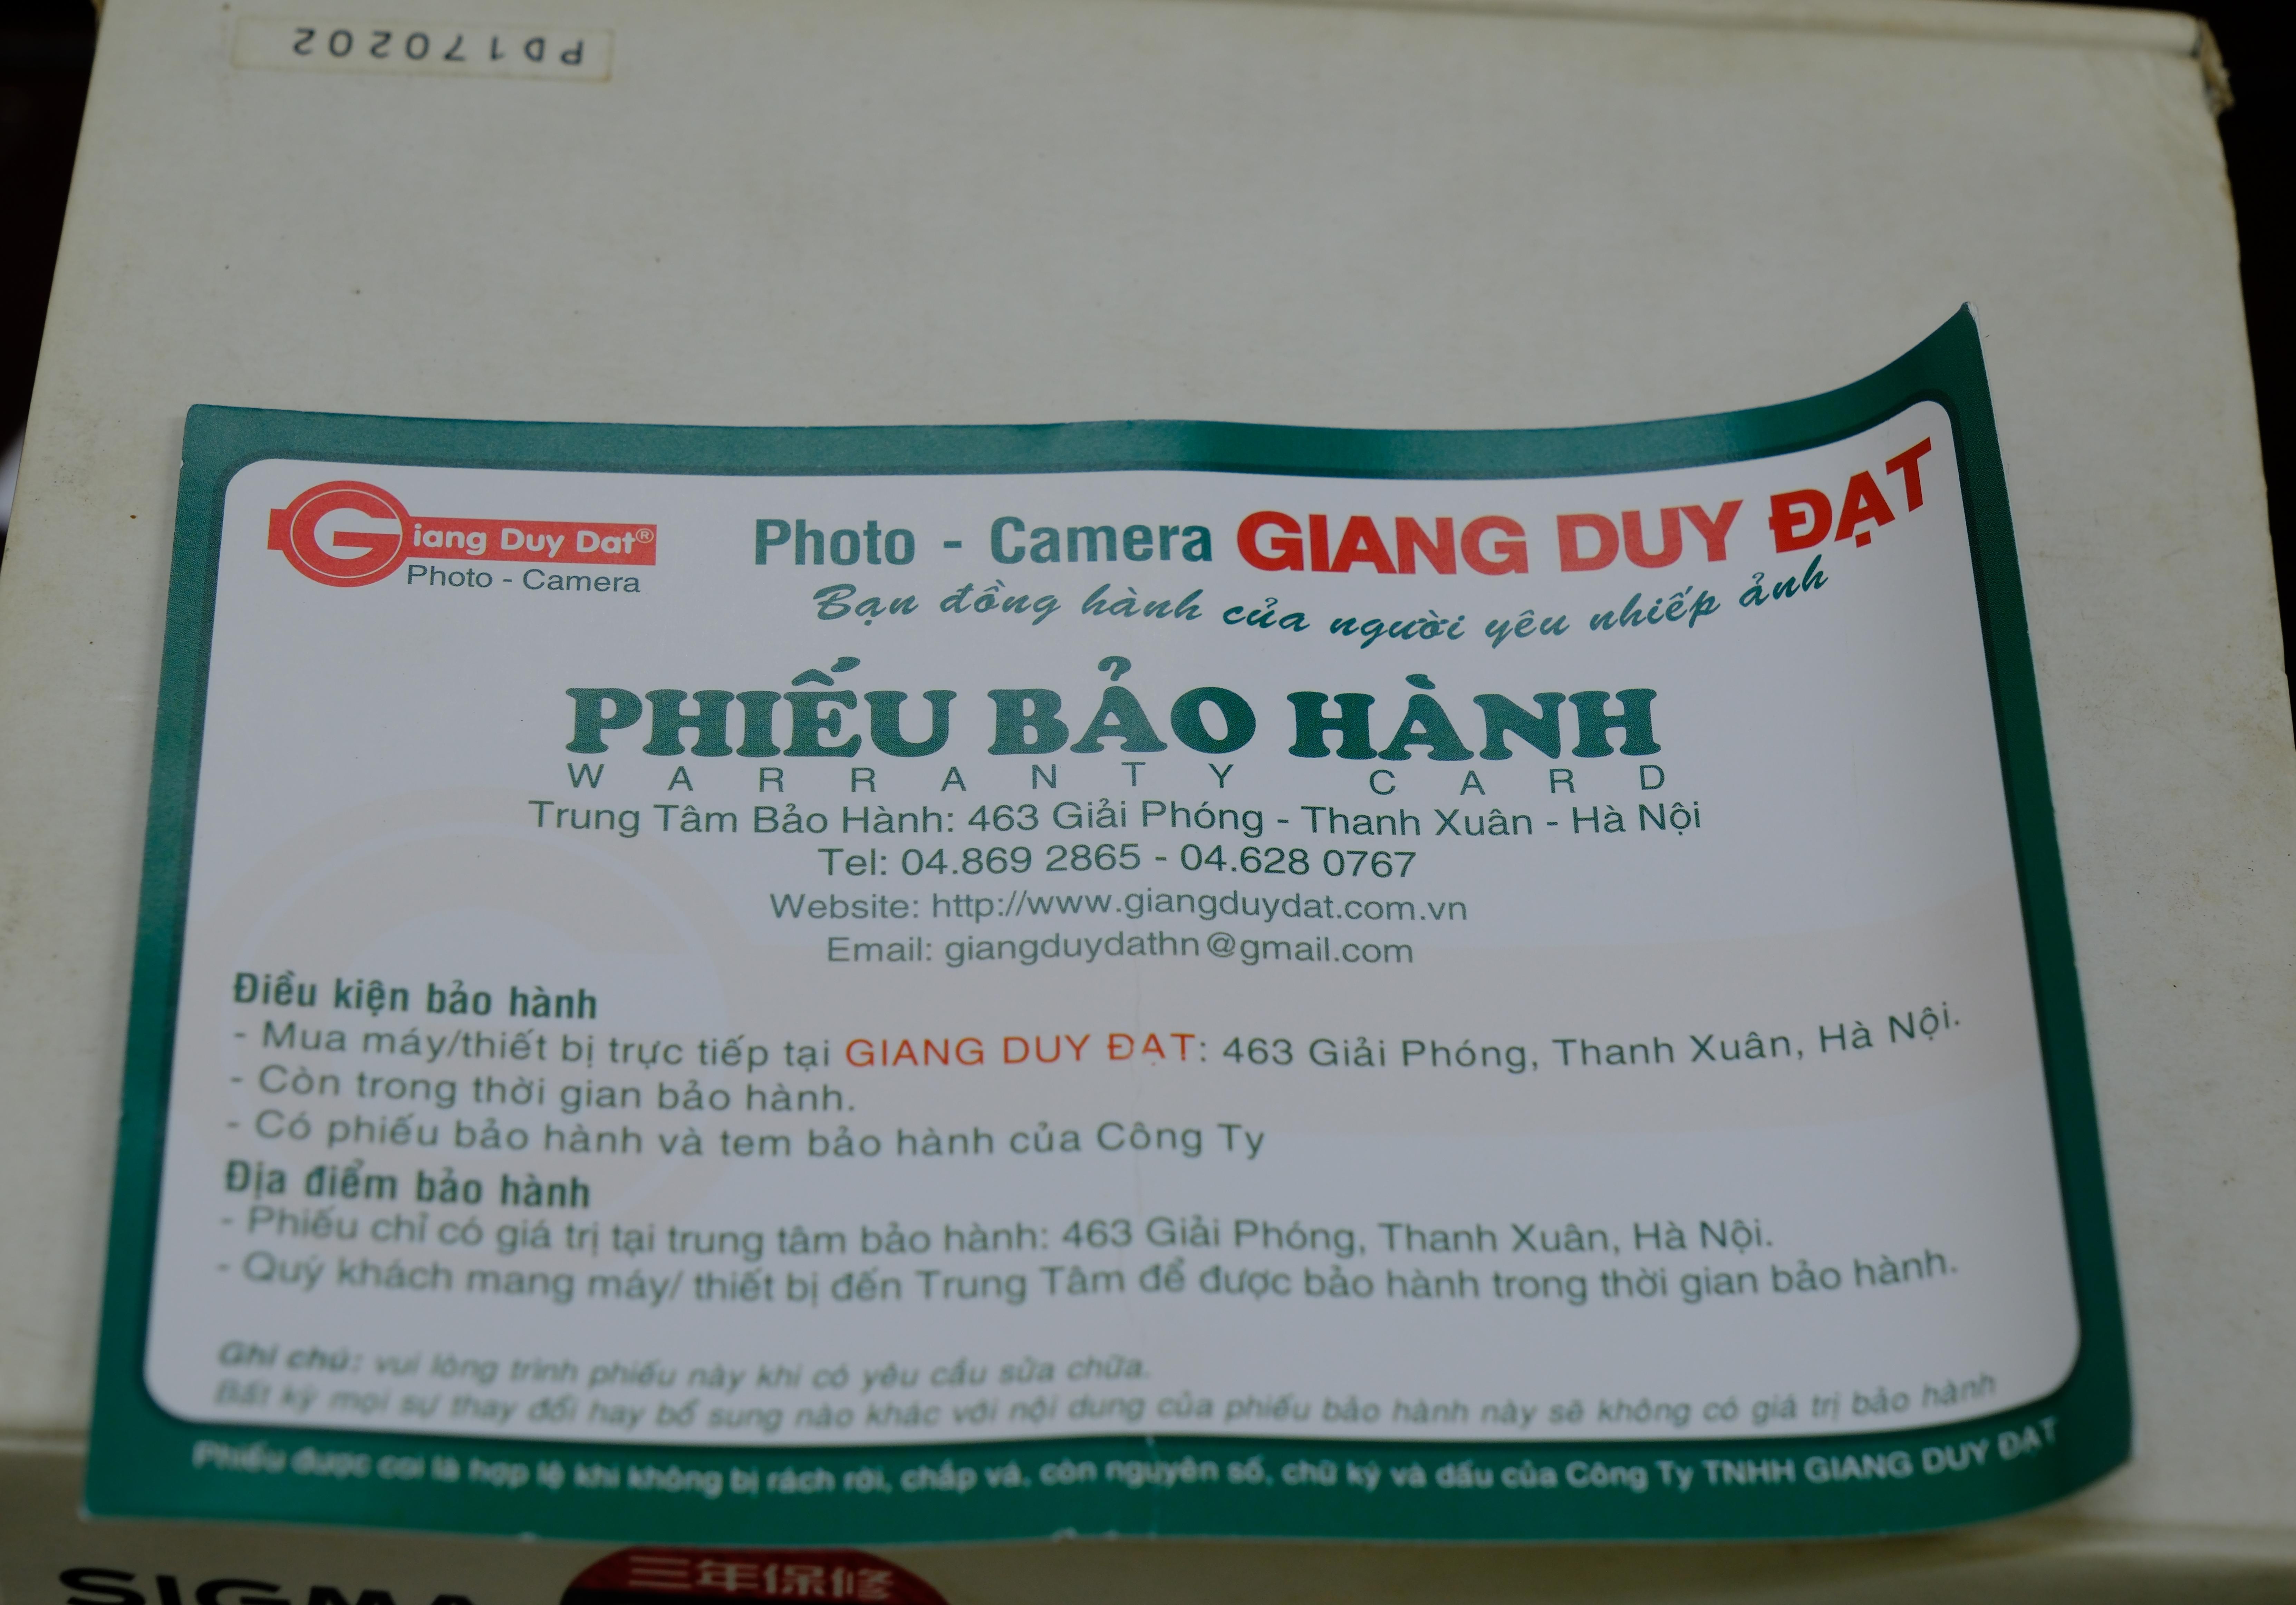 PD170202
Giang Duy Dat®
Photo - Camera
Photo - Camera GIANG DUY ĐẠT
Bạn đồng hành của người yêu nhiếp ảnh
PHIẾU BẢO HÀNH
WARRANTY CARD
Trung Tâm Bảo Hành: 463 Giải Phóng - Thanh Xuân - Hà Nội
Tel: 04.869 2865 - 04.628 0767
Website: http://www.giangduydat.com.vn
Email: giangduydathn@gmail.com
Điều kiện bảo hành
- Mua máy/thiết bị trực tiếp tại GIANG DUY ĐẠT: 463 Giải Phóng, Thanh Xuân, Hà Nội.
- Còn trong thời gian bảo hành.
- Có phiếu bảo hành và tem bảo hành của Công Ty
Địa điểm bảo hành
- Phiếu chỉ có giá trị tại trung tâm bảo hành: 463 Giải Phóng, Thanh Xuân, Hà Nội.
- Quý khách mang máy/ thiết bị đến Trung Tâm để được bảo hành trong thời gian bảo hành.
Ghi chú: vui lòng trình phiếu này khi có yêu cầu sửa chữa.
Bất kỳ mọi sự thay đổi hay bổ sung nào khác với nội dung của phiếu bảo hành này sẽ không có giá trị bảo hành
Phiếu được coi là hợp lệ khi không bị rách rời, chắp vá, còn nguyên số, chữ ký và dấu của Công Ty TNHH GIANG DUY ĐẠT
SIGMA
三年保修